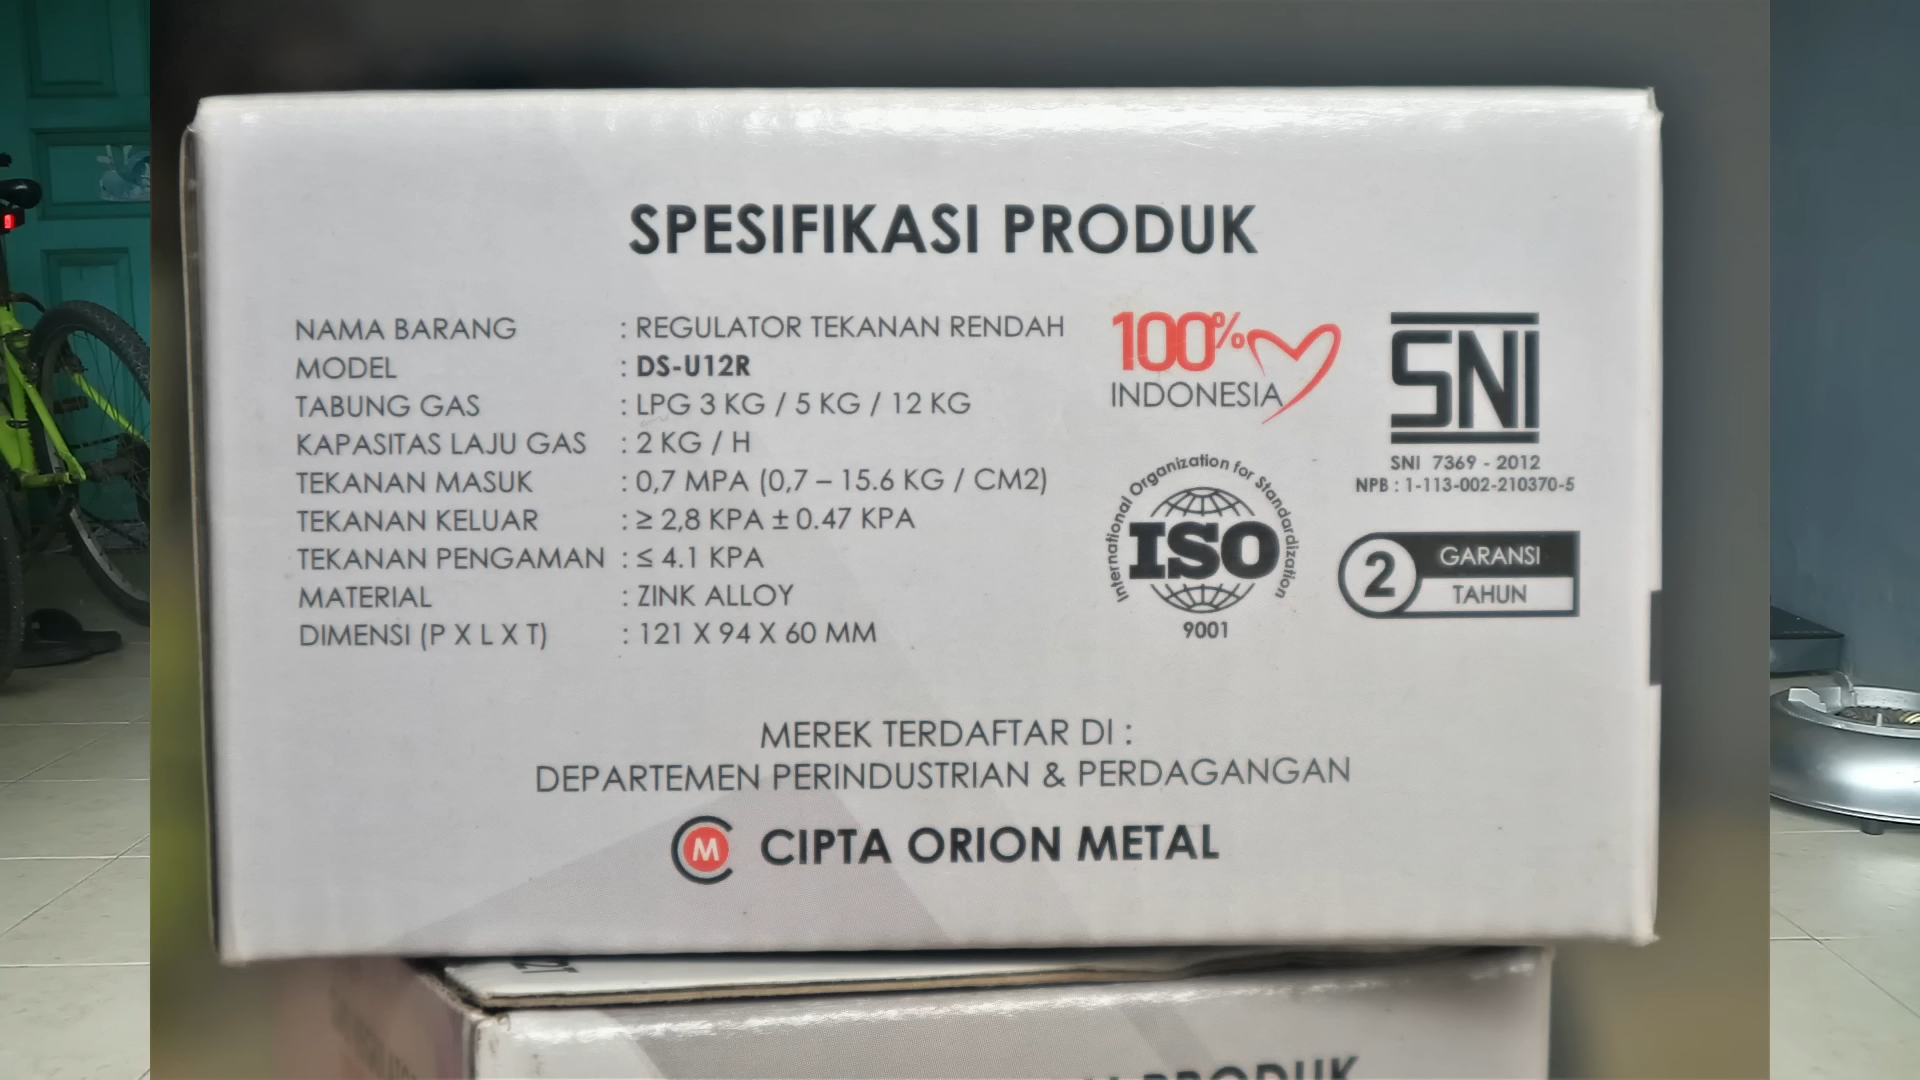 SPESIFIKASI PRODUK
NAMA BARANG : REGULATOR TEKANAN RENDAH
MODEL : DS-U12R
TABUNG GAS : LPG 3 KG / 5 KG / 12 KG
KAPASITAS LAJU GAS : 2 KG / H
TEKANAN MASUK : 0,7 MPA (0,7 – 15.6 KG / CM2)
TEKANAN KELUAR : ≥ 2,8 KPA ± 0.47 KPA
TEKANAN PENGAMAN : ≤ 4.1 KPA
MATERIAL : ZINK ALLOY
DIMENSI (P X L X T) : 121 X 94 X 60 MM
100%
INDONESIA
SNI
SNI 7369 - 2012
NPB : 1-113-002-210370-5
International Organization for Standardization
ISO
9001
2
GARANSI
TAHUN
MEREK TERDAFTAR DI :
DEPARTEMEN PERINDUSTRIAN & PERDAGANGAN
M CIPTA ORION METAL
PRODUK